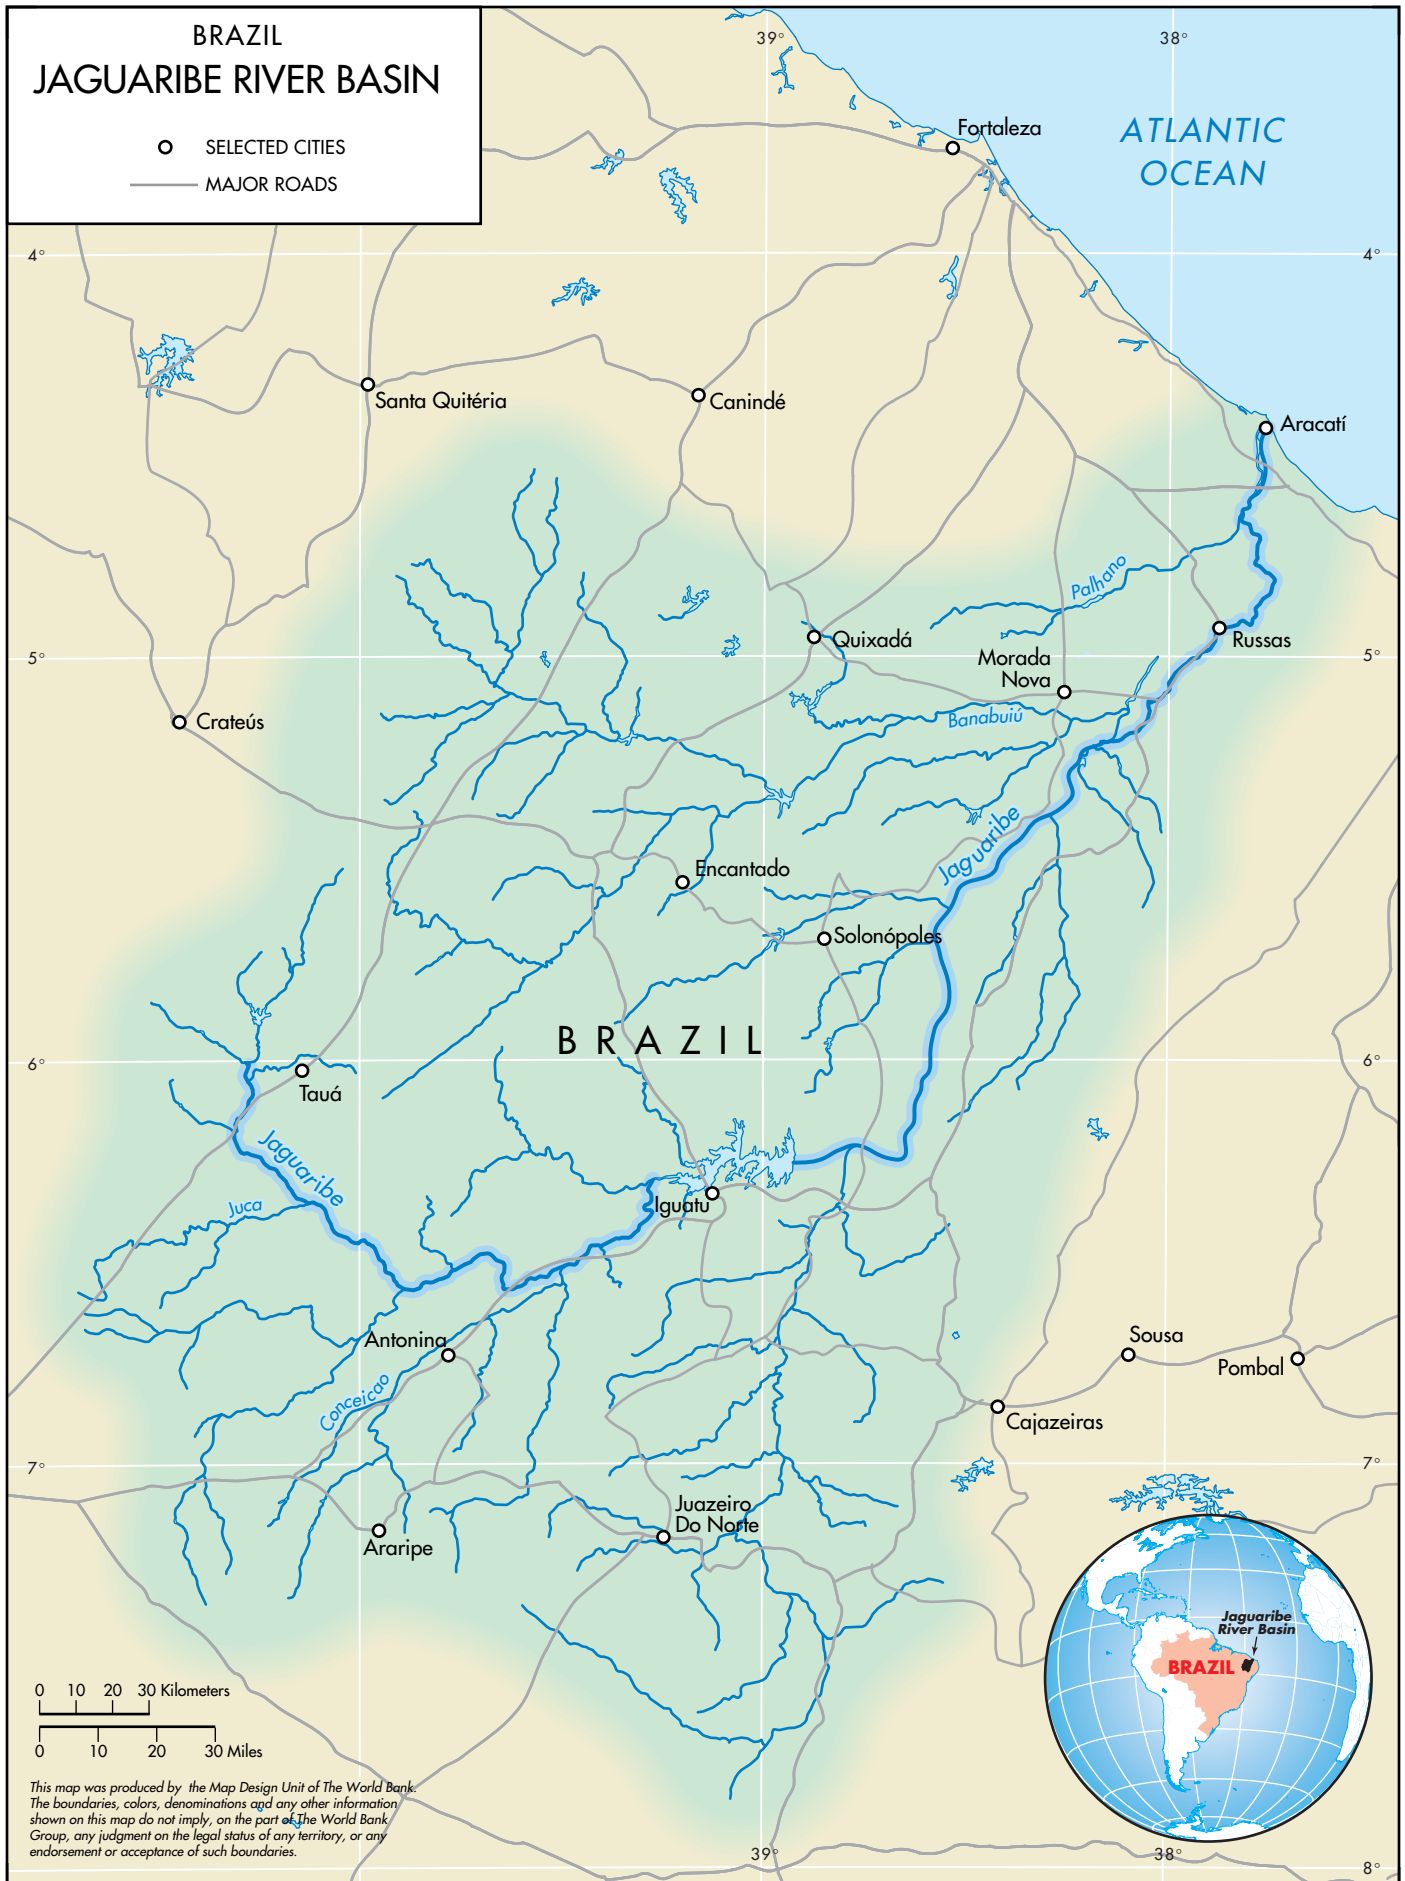 BRAZIL
JAGUARIBE RIVER BASIN
SELECTED CITIES
MAJOR ROADS
39°
38°
ATLANTIC
OCEAN
Fortaleza
4°
4°
Santa Quitéria
Canindé
Aracatí
Palhano
Quixadá
Russas
Morada
Nova
5°
5°
Crateús
Banabuiú
Jaguaribe
Encantado
Solonópoles
BRAZIL
6°
6°
Tauá
Jaguaribe
Juca
Iguatu
Antonina
Sousa
Pombal
Conceicao
Cajazeiras
7°
7°
Juazeiro
Do Norte
Araripe
Jaguaribe
River Basin
BRAZIL
0 10 20 30 Kilometers
0 10 20 30 Miles
This map was produced by the Map Design Unit of The World Bank.
The boundaries, colors, denominations and any other information
shown on this map do not imply, on the part of The World Bank
Group, any judgment on the legal status of any territory, or any
endorsement or acceptance of such boundaries.
39°
38°
8°